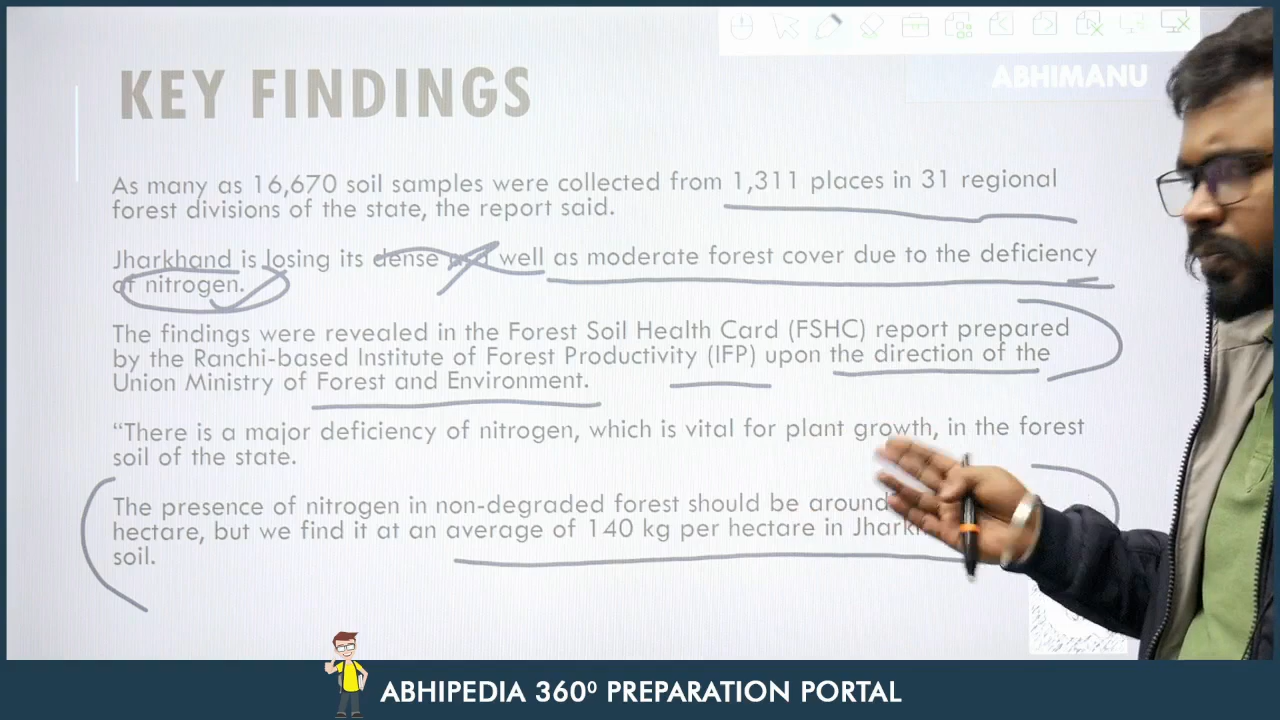 KEY FINDINGS
ABHIMANU
As many as 16,670 soil samples were collected from 1,311 places in 31 regional
forest divisions of the state, the report said.
Jharkhand is losing its dense well as moderate forest cover due to the deficiency
of nitrogen.
The findings were revealed in the Forest Soil Health Card (FSHC) report prepared
by the Ranchi-based Institute of Forest Productivity (IFP) upon the direction of the
Union Ministry of Forest and Environment.
“There is a major deficiency of nitrogen, which is vital for plant growth, in the forest
soil of the state.
The presence of nitrogen in non-degraded forest should be around
hectare, but we find it at an average of 140 kg per hectare in
soil.
ABHIPEDIA 360⁰ PREPARATION PORTAL